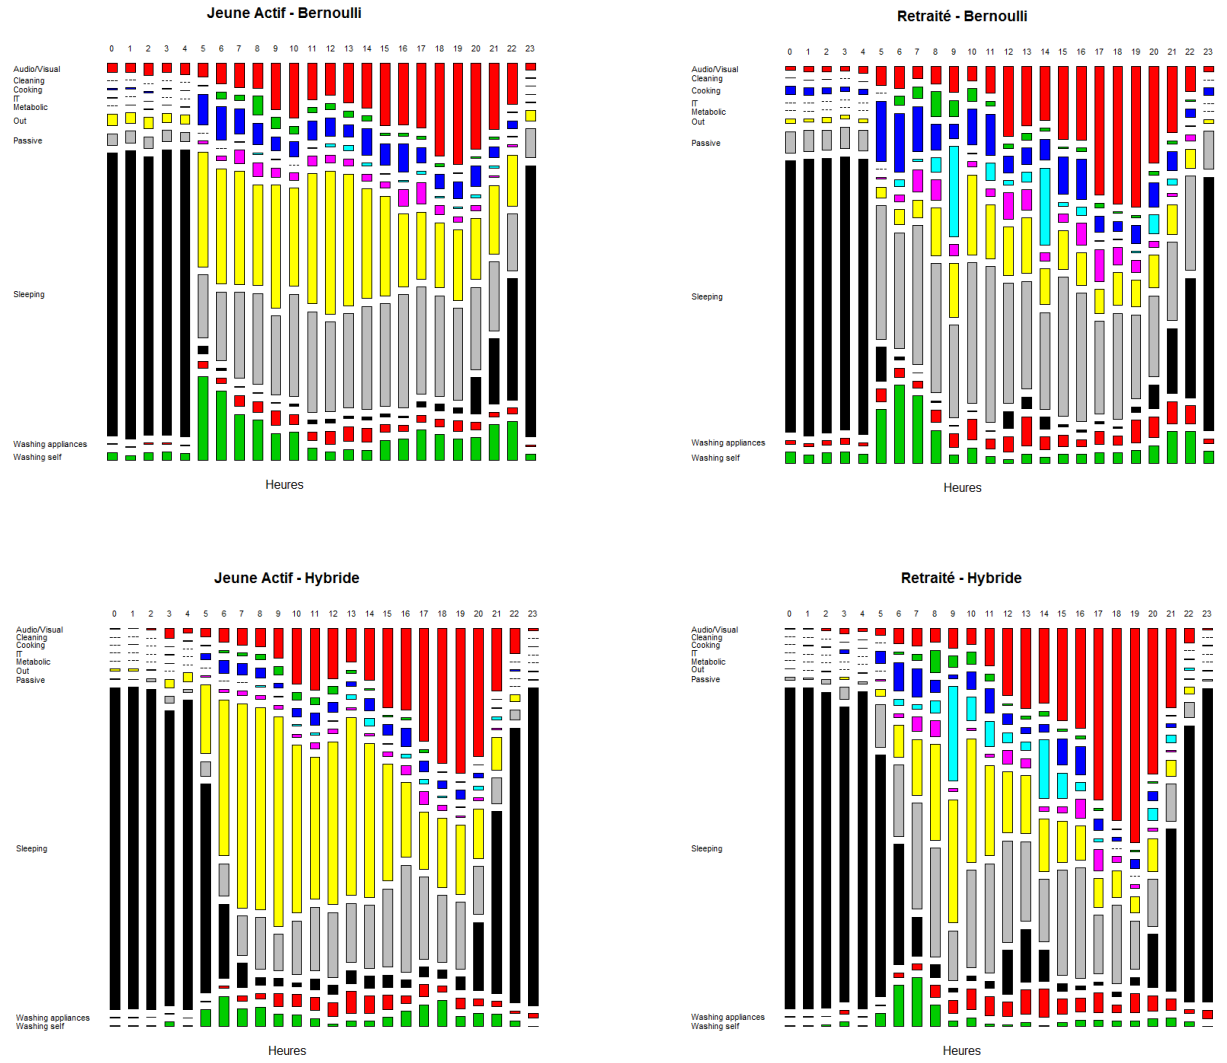 Jeune Actif - Bernoulli
0 1 2 3 4 5 6 7 8 9 10 11 12 13 14 15 16 17 18 19 20 21 22 23
Audio/Visual
Cleaning
Cooking
IT
Metabolic
Out
Passive
Sleeping
Washing appliances
Washing self
Heures
Retraité - Bernoulli
0 1 2 3 4 5 6 7 8 9 10 11 12 13 14 15 16 17 18 19 20 21 22 23
Audio/Visual
Cleaning
Cooking
IT
Metabolic
Out
Passive
Sleeping
Washing appliances
Washing self
Heures
Jeune Actif - Hybride
0 1 2 3 4 5 6 7 8 9 10 11 12 13 14 15 16 17 18 19 20 21 22 23
Audio/Visual
Cleaning
Cooking
IT
Metabolic
Out
Passive
Sleeping
Washing appliances
Washing self
Heures
Retraité - Hybride
0 1 2 3 4 5 6 7 8 9 10 11 12 13 14 15 16 17 18 19 20 21 22 23
Audio/Visual
Cleaning
Cooking
IT
Metabolic
Out
Passive
Sleeping
Washing appliances
Washing self
Heures